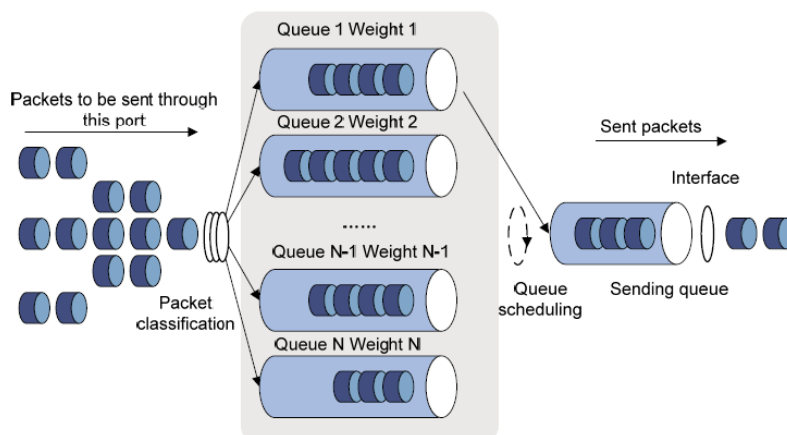 Queue 1 Weight 1
Packets to be sent through
this port
Queue 2 Weight 2
Sent packets
Interface
......
Queue N-1 Weight N-1
Packet
classification
Queue
scheduling
Sending queue
Queue N Weight N